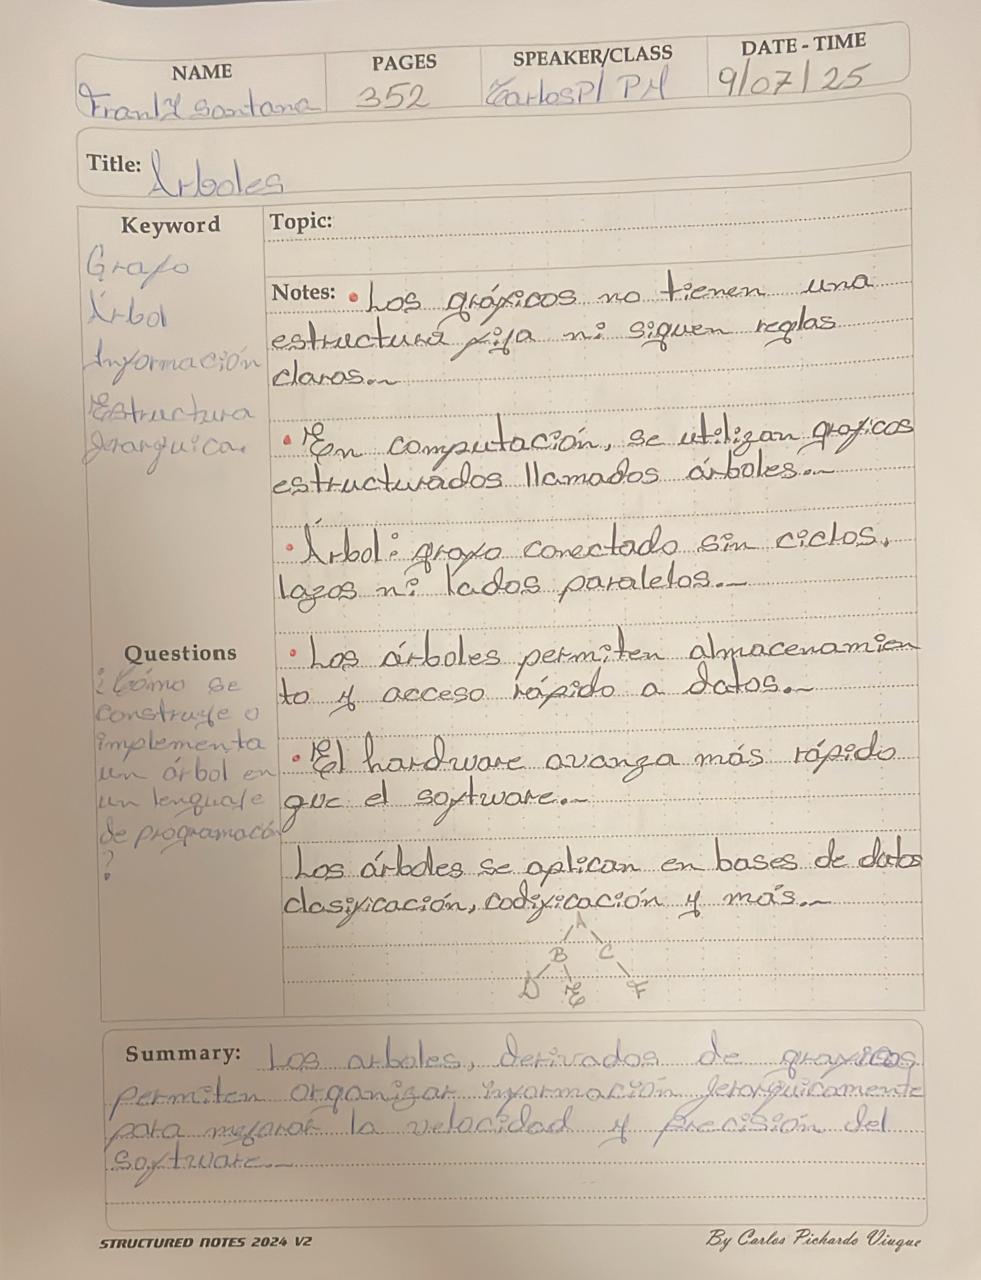 NAME
PAGES
SPEAKER/CLASS
DATE - TIME
Frankl Santana
352
CarlosP/ PM
9/07/25
Title: Árboles
Keyword
Grafo
Árbol
Información
Estructura
Jerarquica.
Topic:
Notes: • Los gráficos no tienen una
estructura fija ni siguen reglas
claras.
• En computación, se utilizan graficos
estructurados llamados árboles.
• Árbol: grafo conectado sin ciclos,
lazos ni lados paralelos.
• Los árboles permiten almacenamien
to y acceso rápido a datos.
• El hardware avanza más rápido
que el software.
Los árboles se aplican en bases de datos
clasificación, codificación y más.
A
B C
D E F
Questions
¿Cómo se
construye o
implementa
un árbol en
un lenguaje
de programacón
?
Summary: Los arboles, derivados de graficos,
permiten organizar información jerarquicamente
para mejorar la velocidad y precisión del
software.
STRUCTURED NOTES 2024 V2
By Carlos Pichardo Viuque